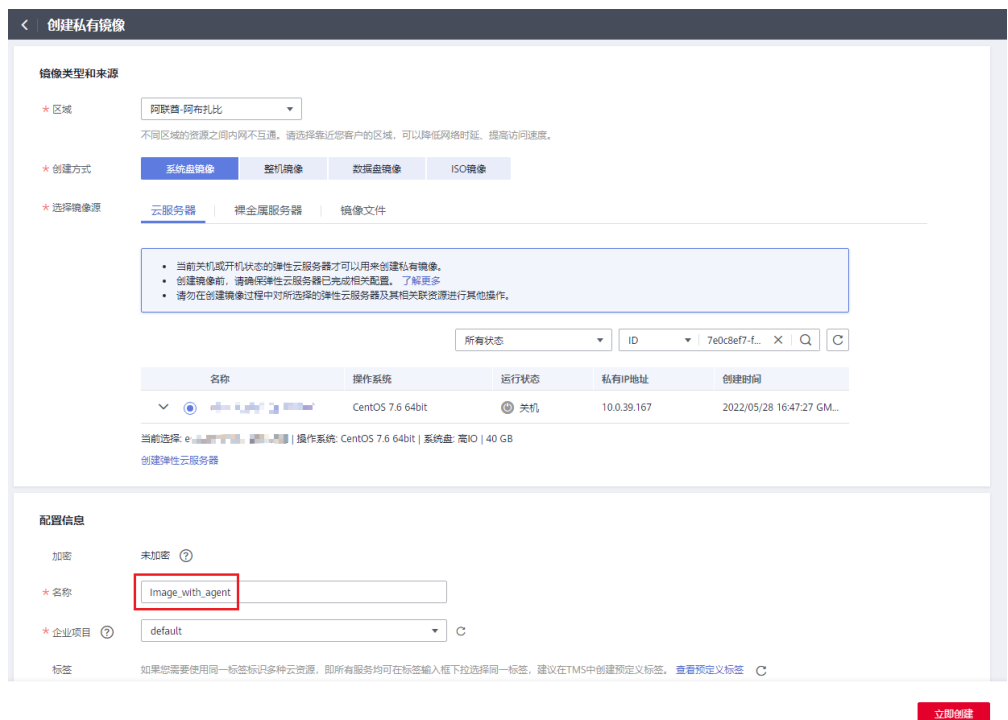 创建私有镜像
镜像类型和来源
* 区域 阿联酋-阿布扎比
不同区域的资源之间内网不互通。请选择靠近您客户的区域，可以降低网络时延、提高访问速度。
* 创建方式 系统盘镜像 整机镜像 数据盘镜像 ISO镜像
* 选择镜像源 云服务器 裸金属服务器 镜像文件
• 当前关机或开机状态的弹性云服务器才可以用来创建私有镜像。
• 创建镜像前，请确保弹性云服务器已完成相关配置。 了解更多
• 请勿在创建镜像过程中对所选择的弹性云服务器及其相关联资源进行其他操作。
所有状态 ID 7e0c8ef7-f...
名称 操作系统 运行状态 私有IP地址 创建时间
CentOS 7.6 64bit 关机 10.0.39.167 2022/05/28 16:47:27 GM...
当前选择: | 操作系统: CentOS 7.6 64bit | 系统盘: 高IO | 40 GB
创建弹性云服务器
配置信息
加密 未加密 ?
* 名称 Image_with_agent
* 企业项目 ? default
标签 如果您需要使用同一标签标识多种云资源，即所有服务均可在标签输入框下拉选择同一标签，建议在TMS中创建预定义标签。 查看预定义标签
立即创建